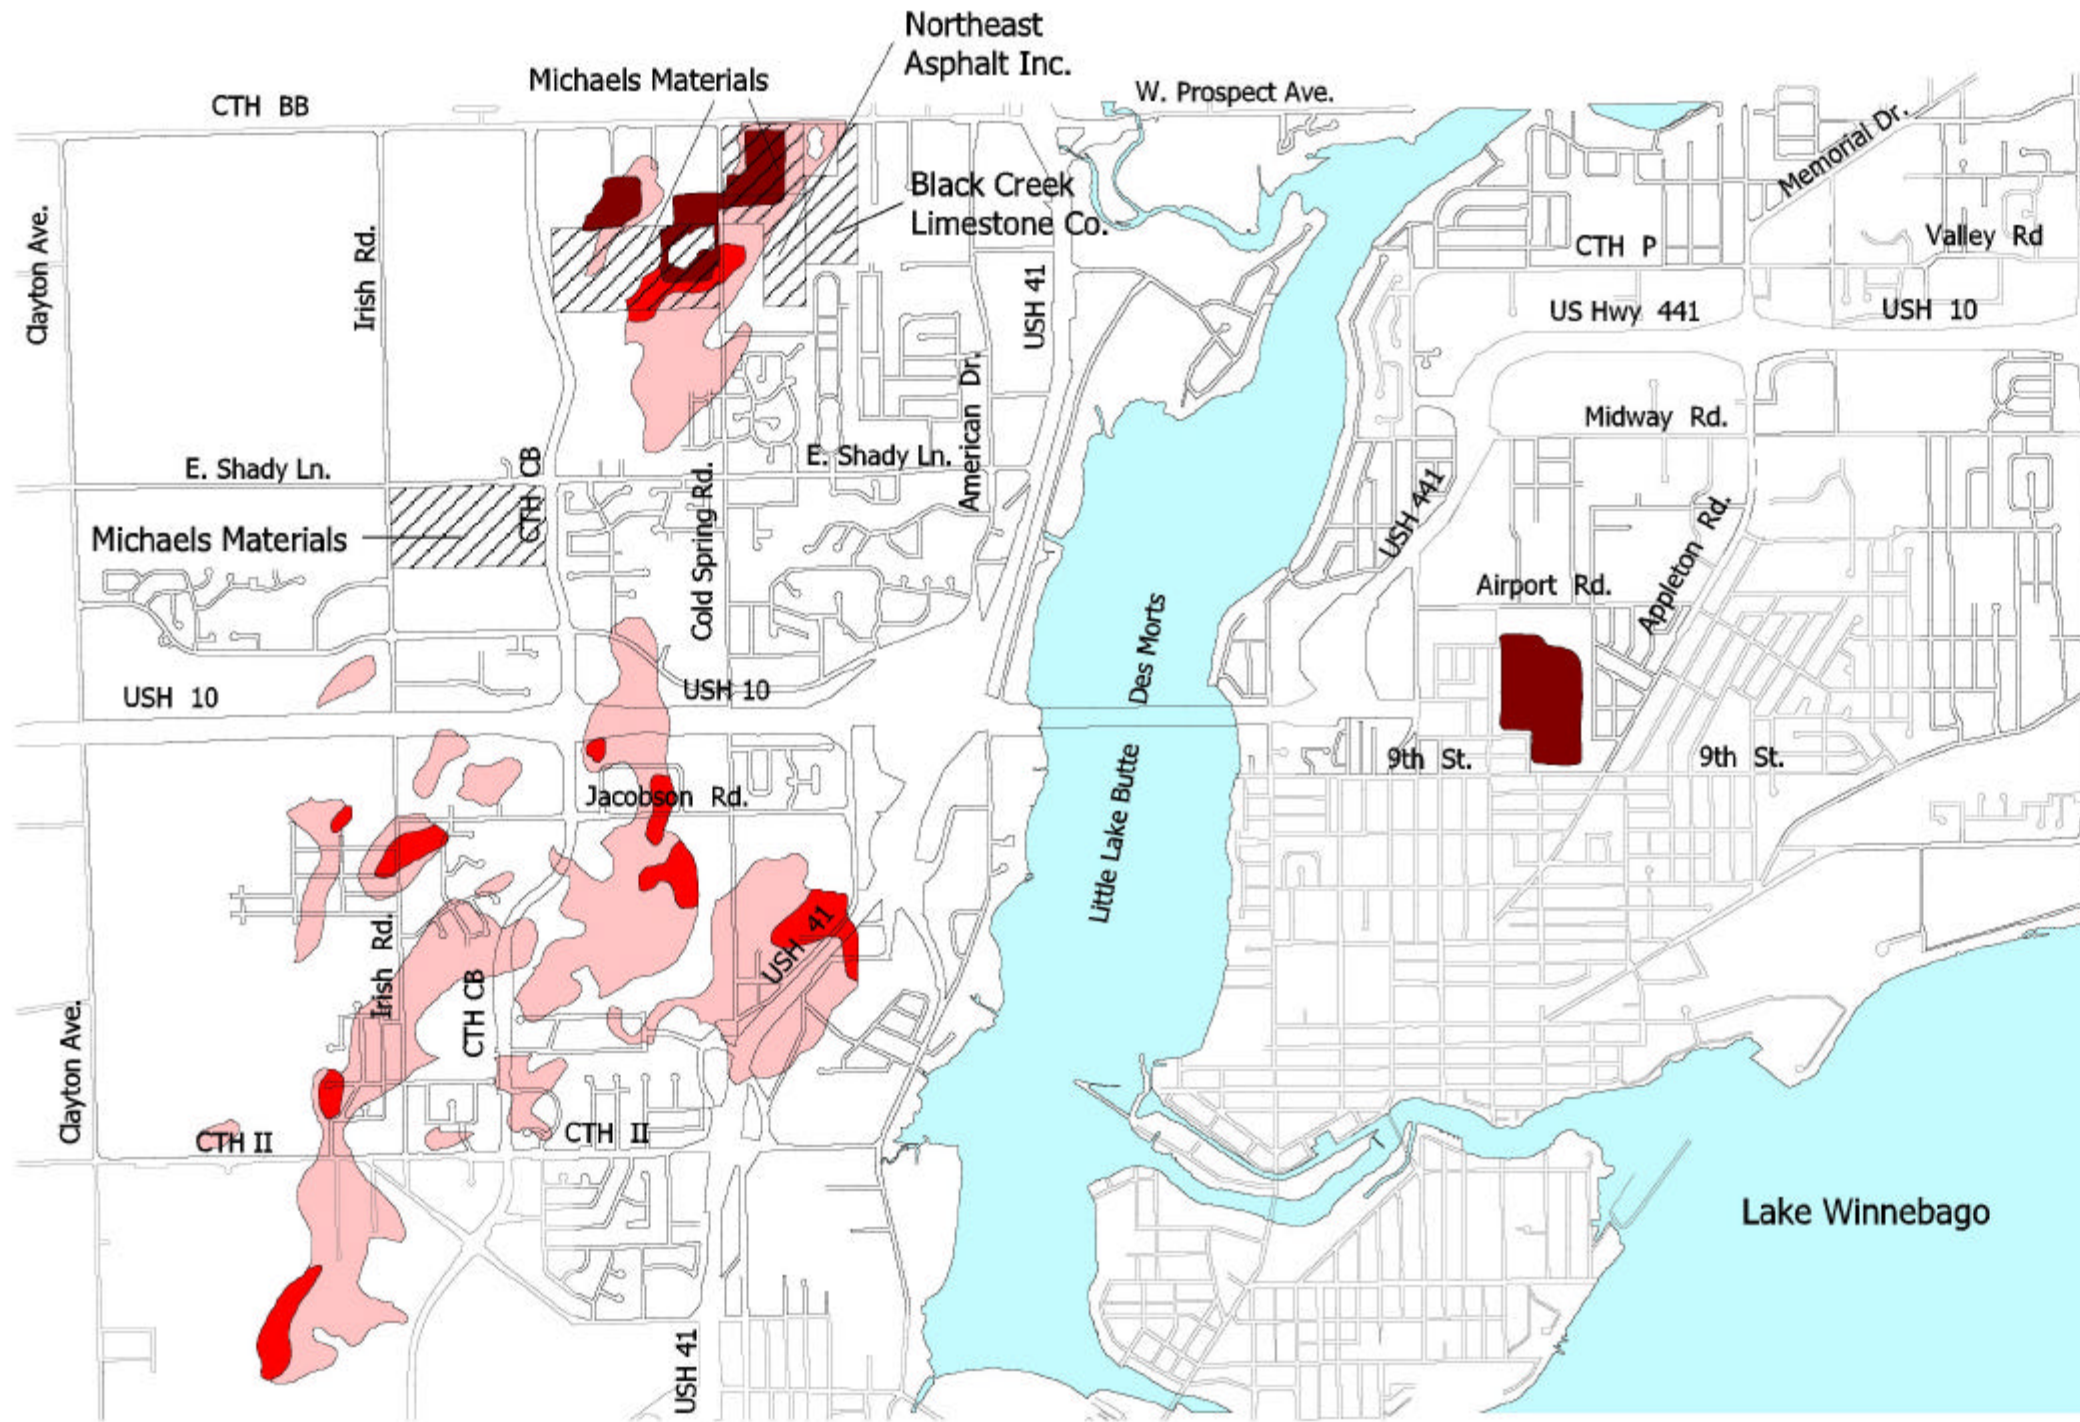 Northeast
Asphalt Inc.
Michaels Materials
CTH BB
W. Prospect Ave.
Memorial Dr.
Black Creek
Limestone Co.
Clayton Ave.
Irish Rd.
USH 41
CTH P
Valley Rd
US Hwy 441
USH 10
American Dr.
Midway Rd.
E. Shady Ln.
CTH CB
E. Shady Ln.
Cold Spring Rd.
USH 441
Appleton Rd.
Michaels Materials
Airport Rd.
Little Lake Butte Des Morts
USH 10
USH 10
9th St.
9th St.
Jacobson Rd.
USH 41
Irish Rd.
CTH CB
Clayton Ave.
CTH II
CTH II
Lake Winnebago
USH 41